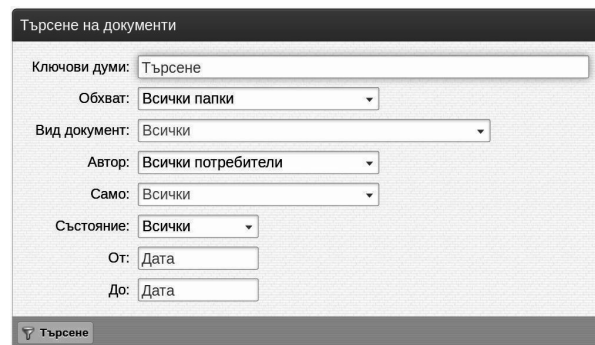 Търсене на документи
Ключови думи: Търсене
Обхват: Всички папки
Вид документ: Всички
Автор: Всички потребители
Само: Всички
Състояние: Всички
От: Дата
До: Дата
Търсене